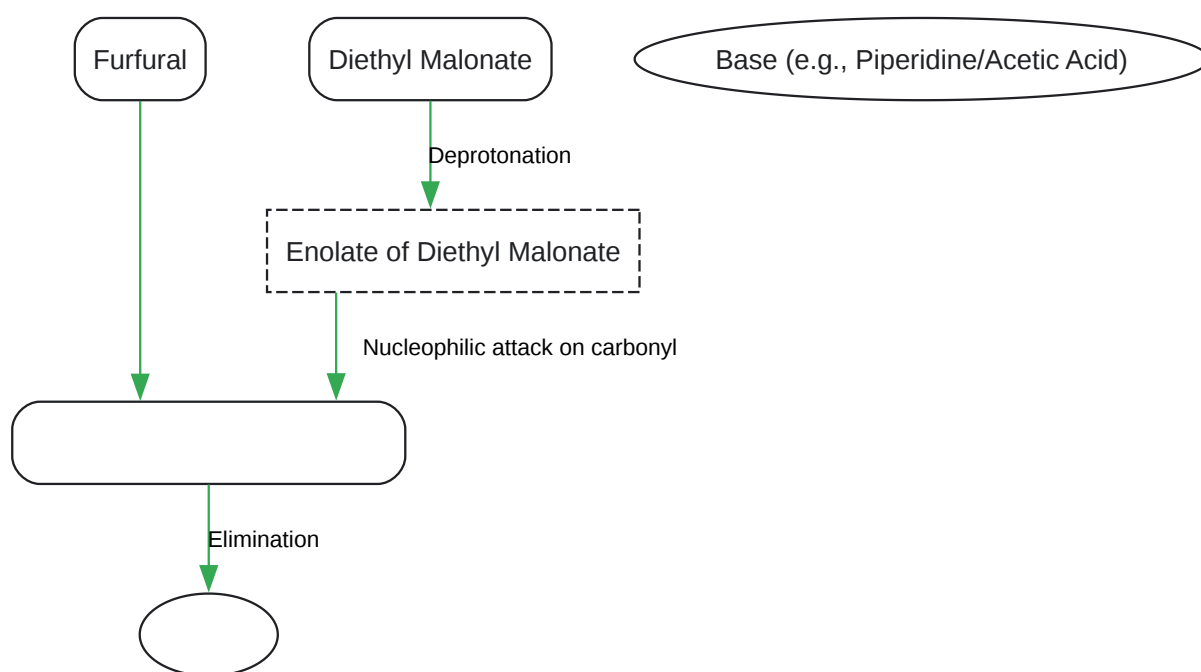 Furfural
Diethyl Malonate
Base (e.g., Piperidine/Acetic Acid)
Deprotonation
Enolate of Diethyl Malonate
Nucleophilic attack on carbonyl
Elimination